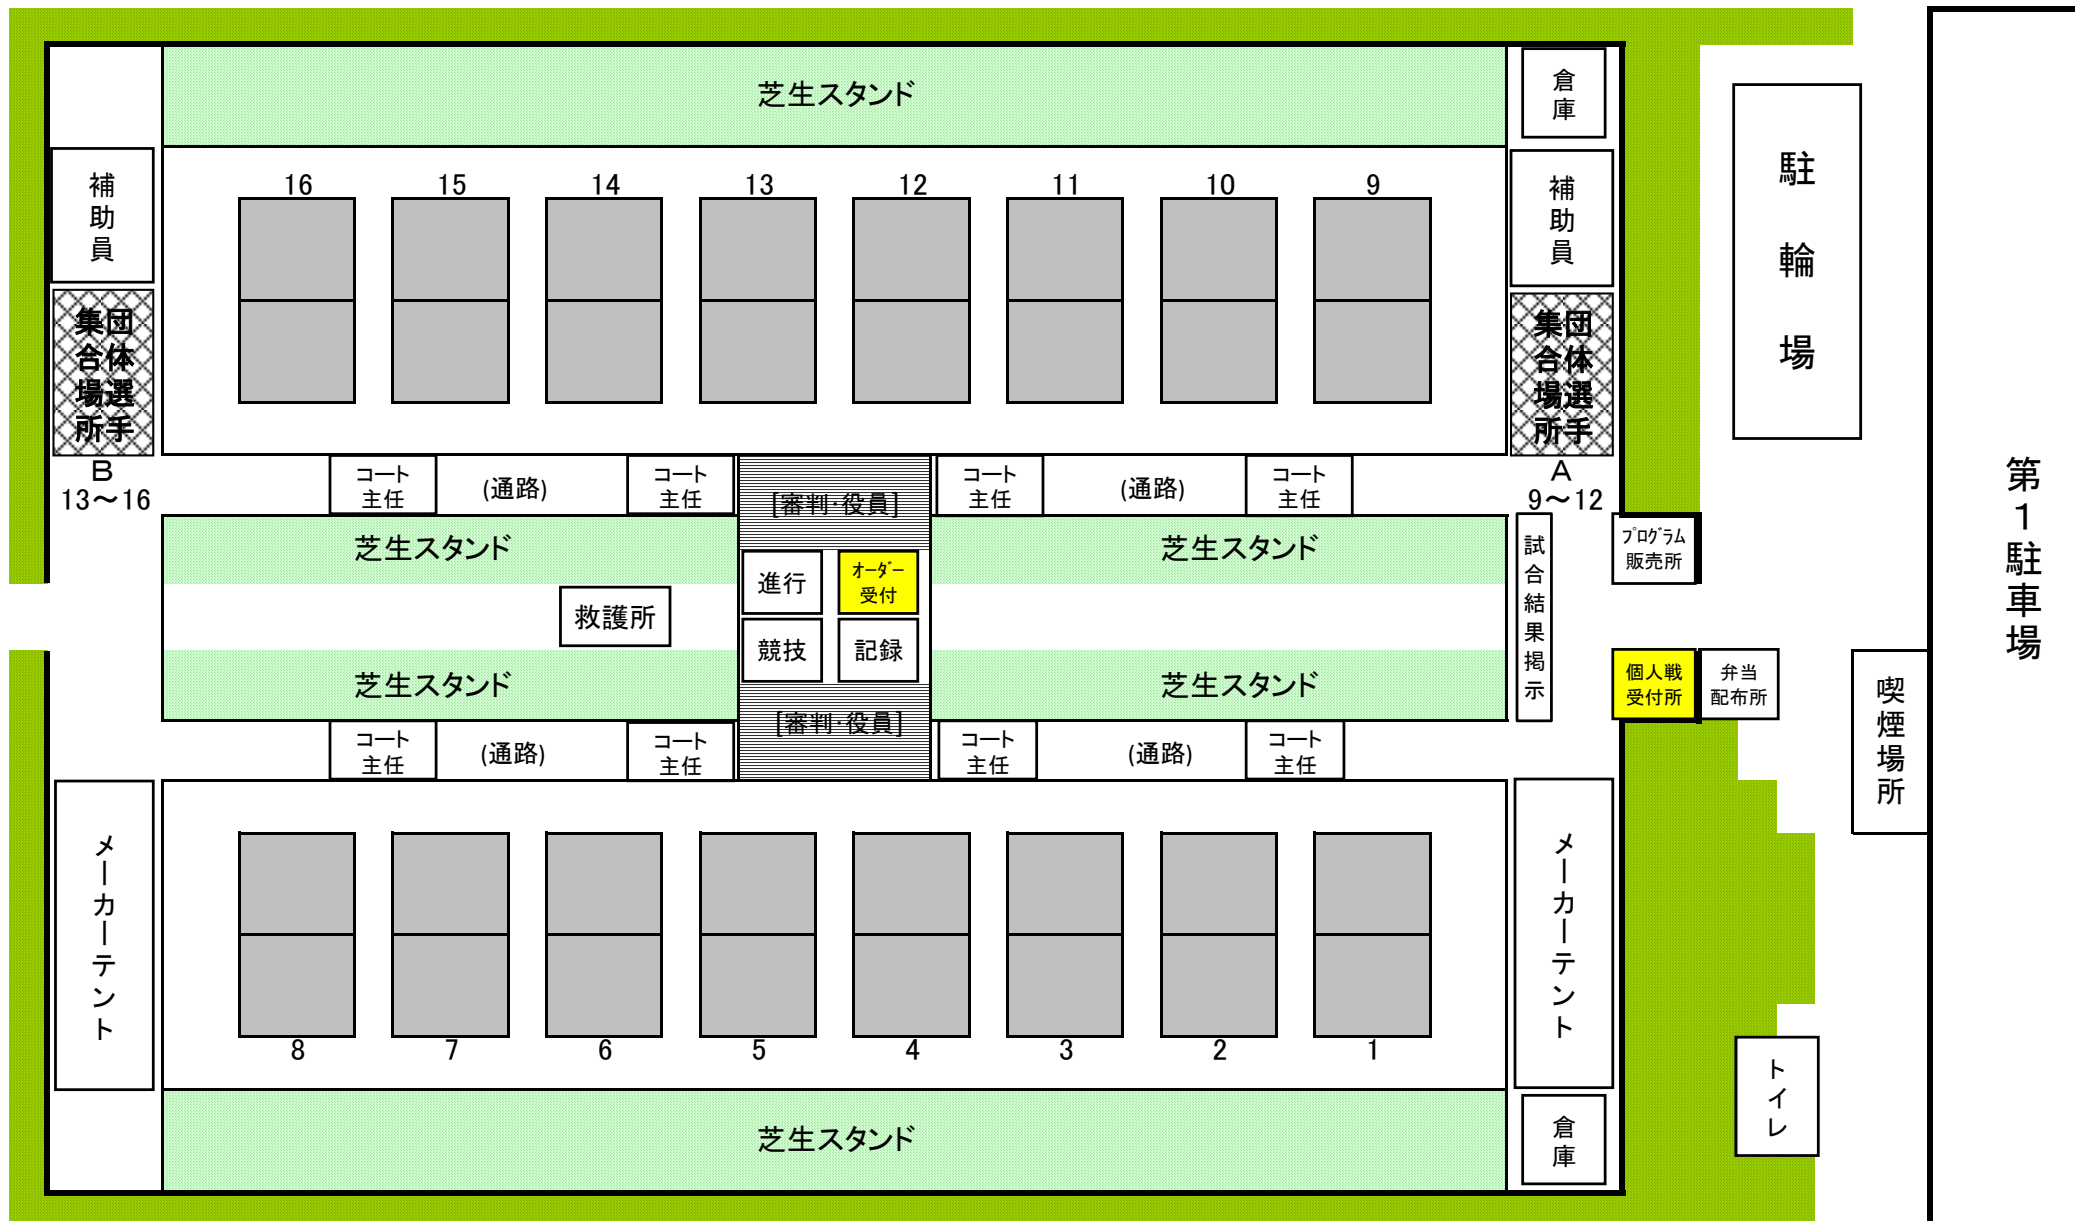 芝生スタンド
倉庫
駐輪場
第１駐車場
補助員
16
15
14
13
12
11
10
9
補助員
団体選手
集合場所
団体選手
集合場所
B
13～16
コート
主任
(通路)
コート
主任
[審判・役員]
コート
主任
(通路)
コート
主任
A
9～12
芝生スタンド
芝生スタンド
試合結果掲示
プログラム
販売所
進行
オーダー
受付
救護所
競技
記録
芝生スタンド
芝生スタンド
個人戦
受付所
弁当
配布所
喫煙場所
コート
主任
(通路)
コート
主任
[審判・役員]
コート
主任
(通路)
コート
主任
メーカーテント
メーカーテント
8
7
6
5
4
3
2
1
トイレ
芝生スタンド
倉庫